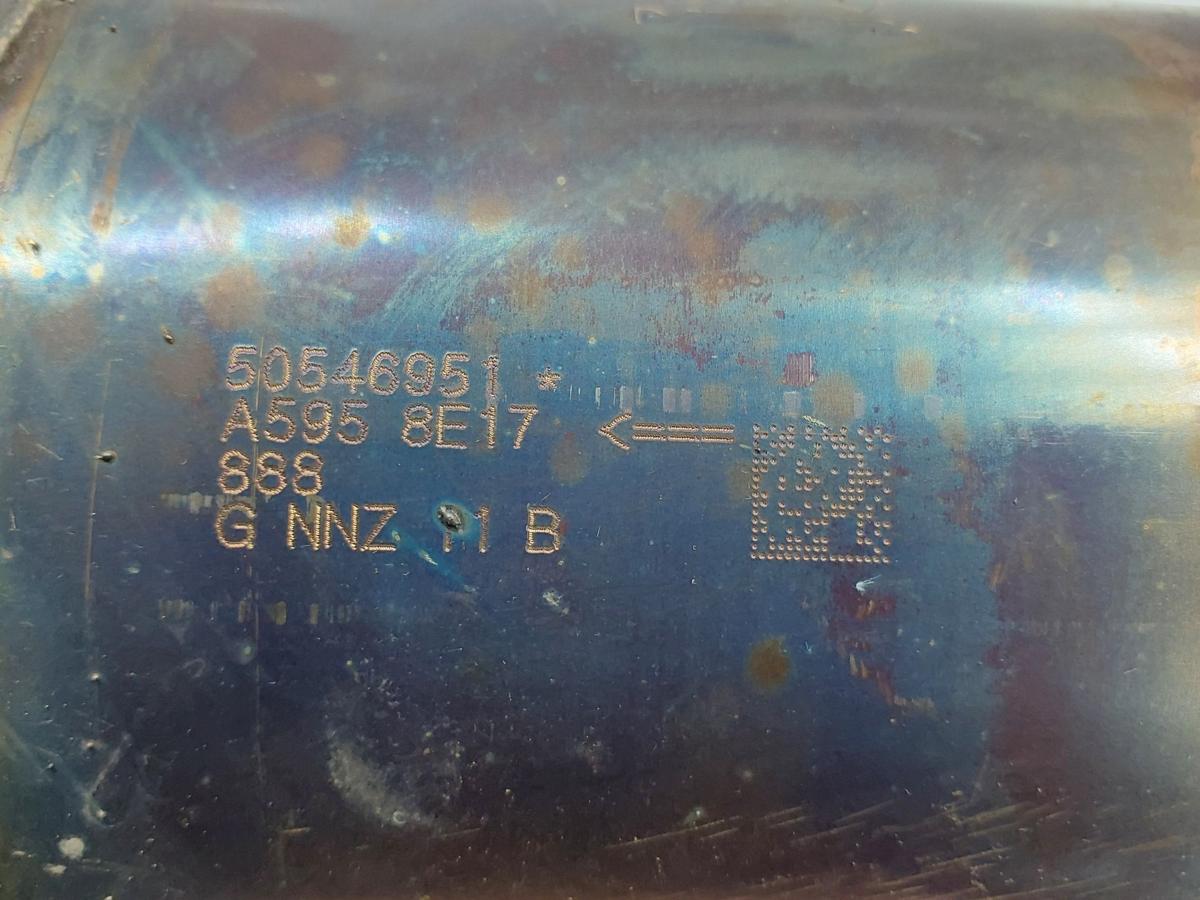 50546951 *
A595 8E17 <===
888
G NNZ 11 B